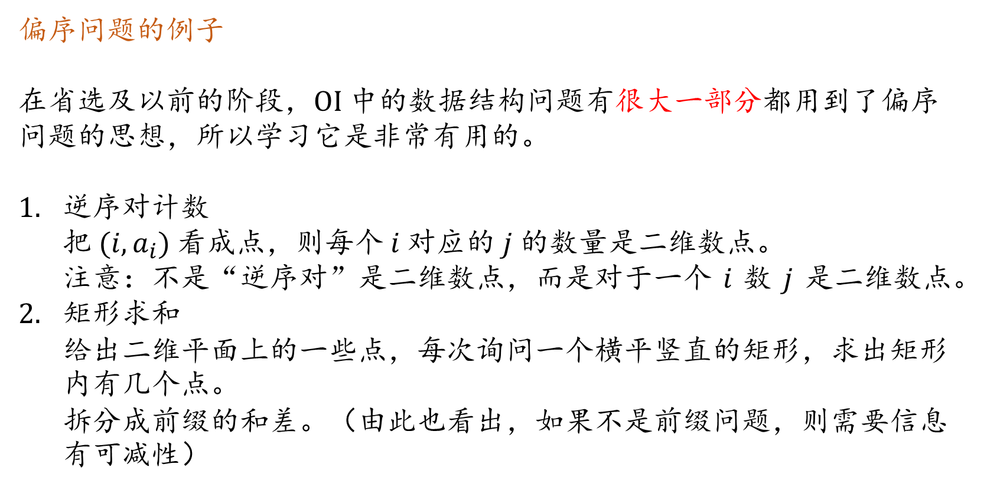 偏序问题的例子
在省选及以前的阶段，OI 中的数据结构问题有很大一部分都用到了偏序
问题的思想，所以学习它是非常有用的。
1. 逆序对计数
把 (i, a_i) 看成点，则每个 i 对应的 j 的数量是二维数点。
注意：不是“逆序对”是二维数点，而是对于一个 i 数 j 是二维数点。
2. 矩形求和
给出二维平面上的一些点，每次询问一个横平竖直的矩形，求出矩形
内有几个点。
拆分成前缀的和差。（由此也看出，如果不是前缀问题，则需要信息
有可减性）